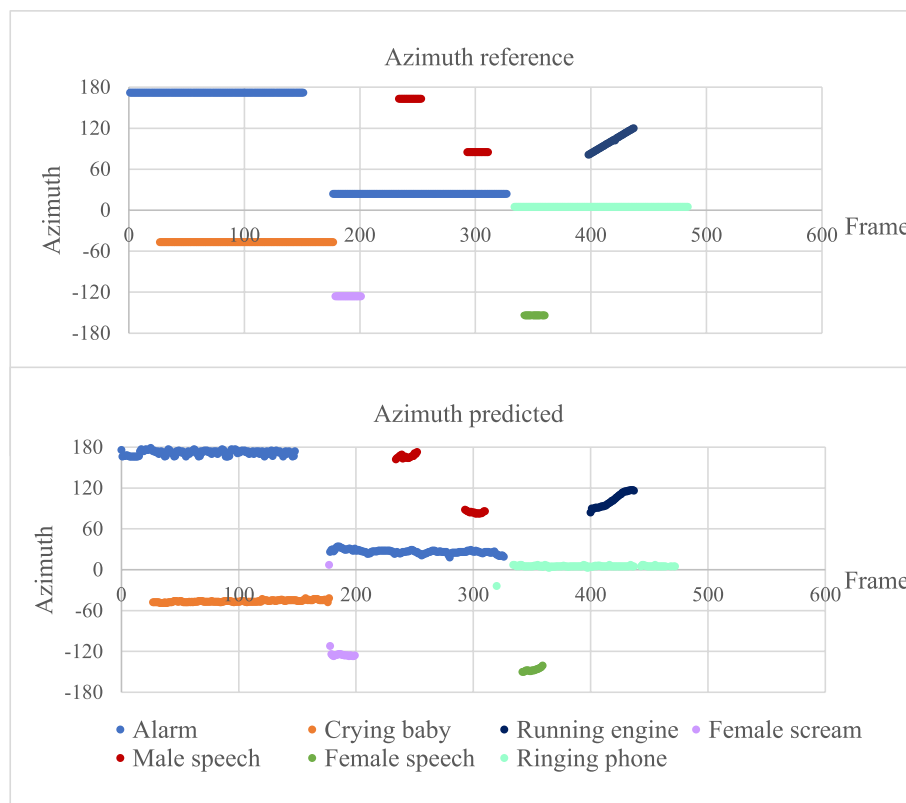 Azimuth reference
180
120
60
0
-60
-120
-180
0 100 200 300 400 500 600
Azimuth
Frame
Azimuth predicted
180
120
60
0
-60
-120
-180
0 100 200 300 400 500 600
Azimuth
Frame
Alarm Crying baby Running engine Female scream
Male speech Female speech Ringing phone